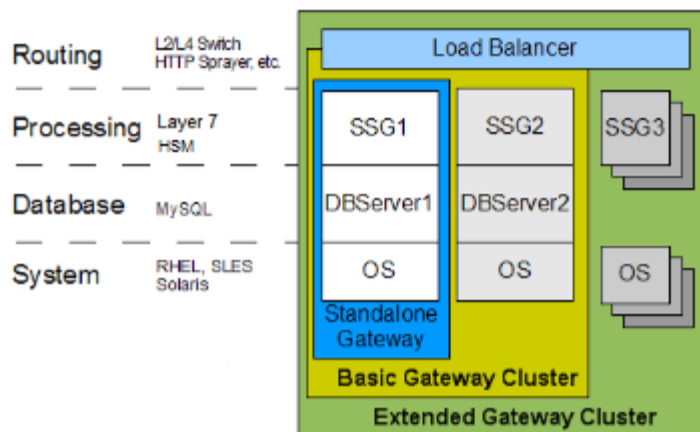 Routing
L2/L4 Switch
HTTP Sprayer, etc.
Load Balancer
Processing
Layer 7
HSM
SSG1
SSG2
SSG3
Database
MySQL
DBServer1
DBServer2
System
RHEL, SLES
Solaris
OS
OS
OS
Standalone
Gateway
Basic Gateway Cluster
Extended Gateway Cluster